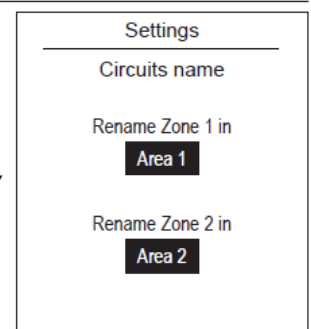 Settings
Circuits name
Rename Zone 1 in
Area 1
Rename Zone 2 in
Area 2